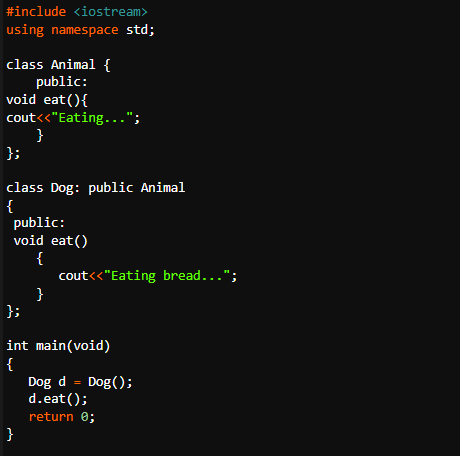 #include <iostream>
using namespace std;
class Animal {
    public:
void eat(){
cout<<"Eating...";
    }
};
class Dog: public Animal
{
 public:
 void eat()
    {
       cout<<"Eating bread...";
    }
};
int main(void)
{
   Dog d = Dog();
   d.eat();
   return 0;
}